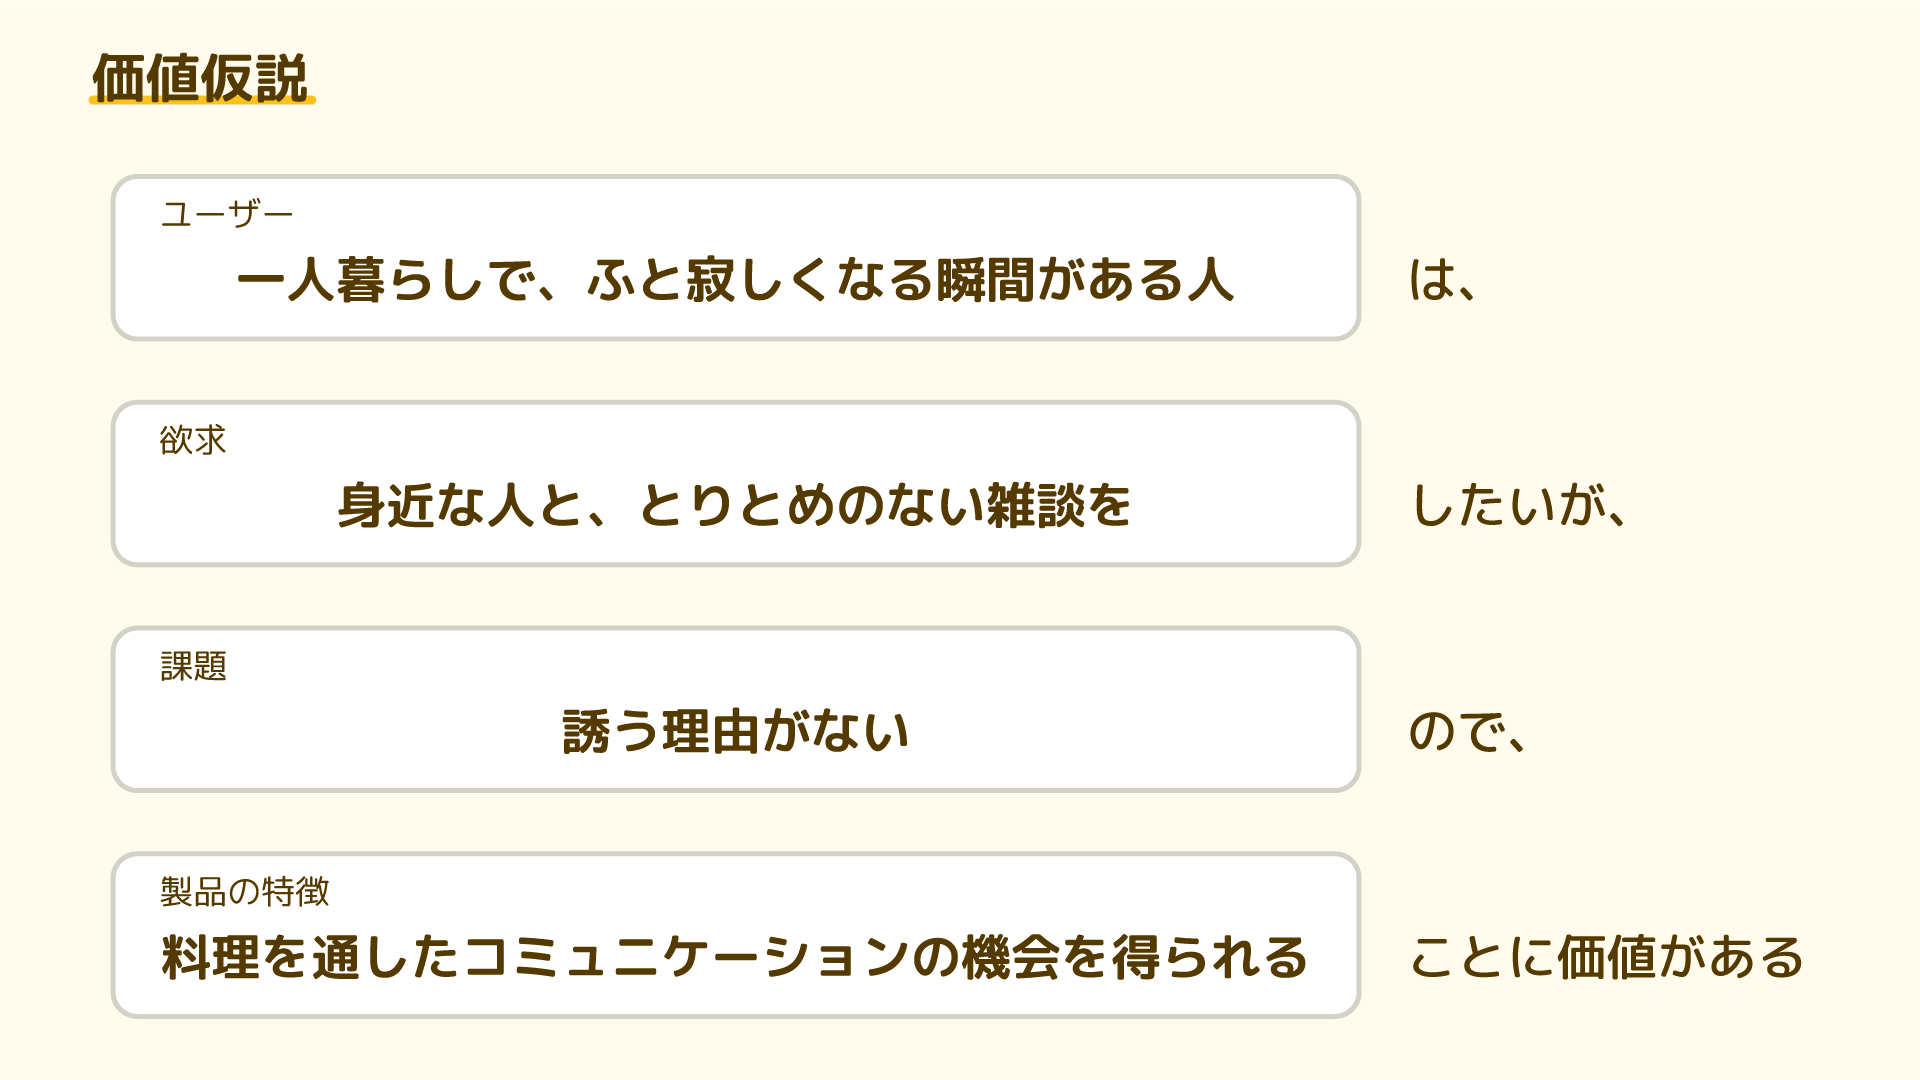 価値仮説
ユーザー
一人暮らしで、ふと寂しくなる瞬間がある人 は、
欲求
身近な人と、とりとめのない雑談を したいが、
課題
誘う理由がない ので、
製品の特徴
料理を通したコミュニケーションの機会を得られる ことに価値がある